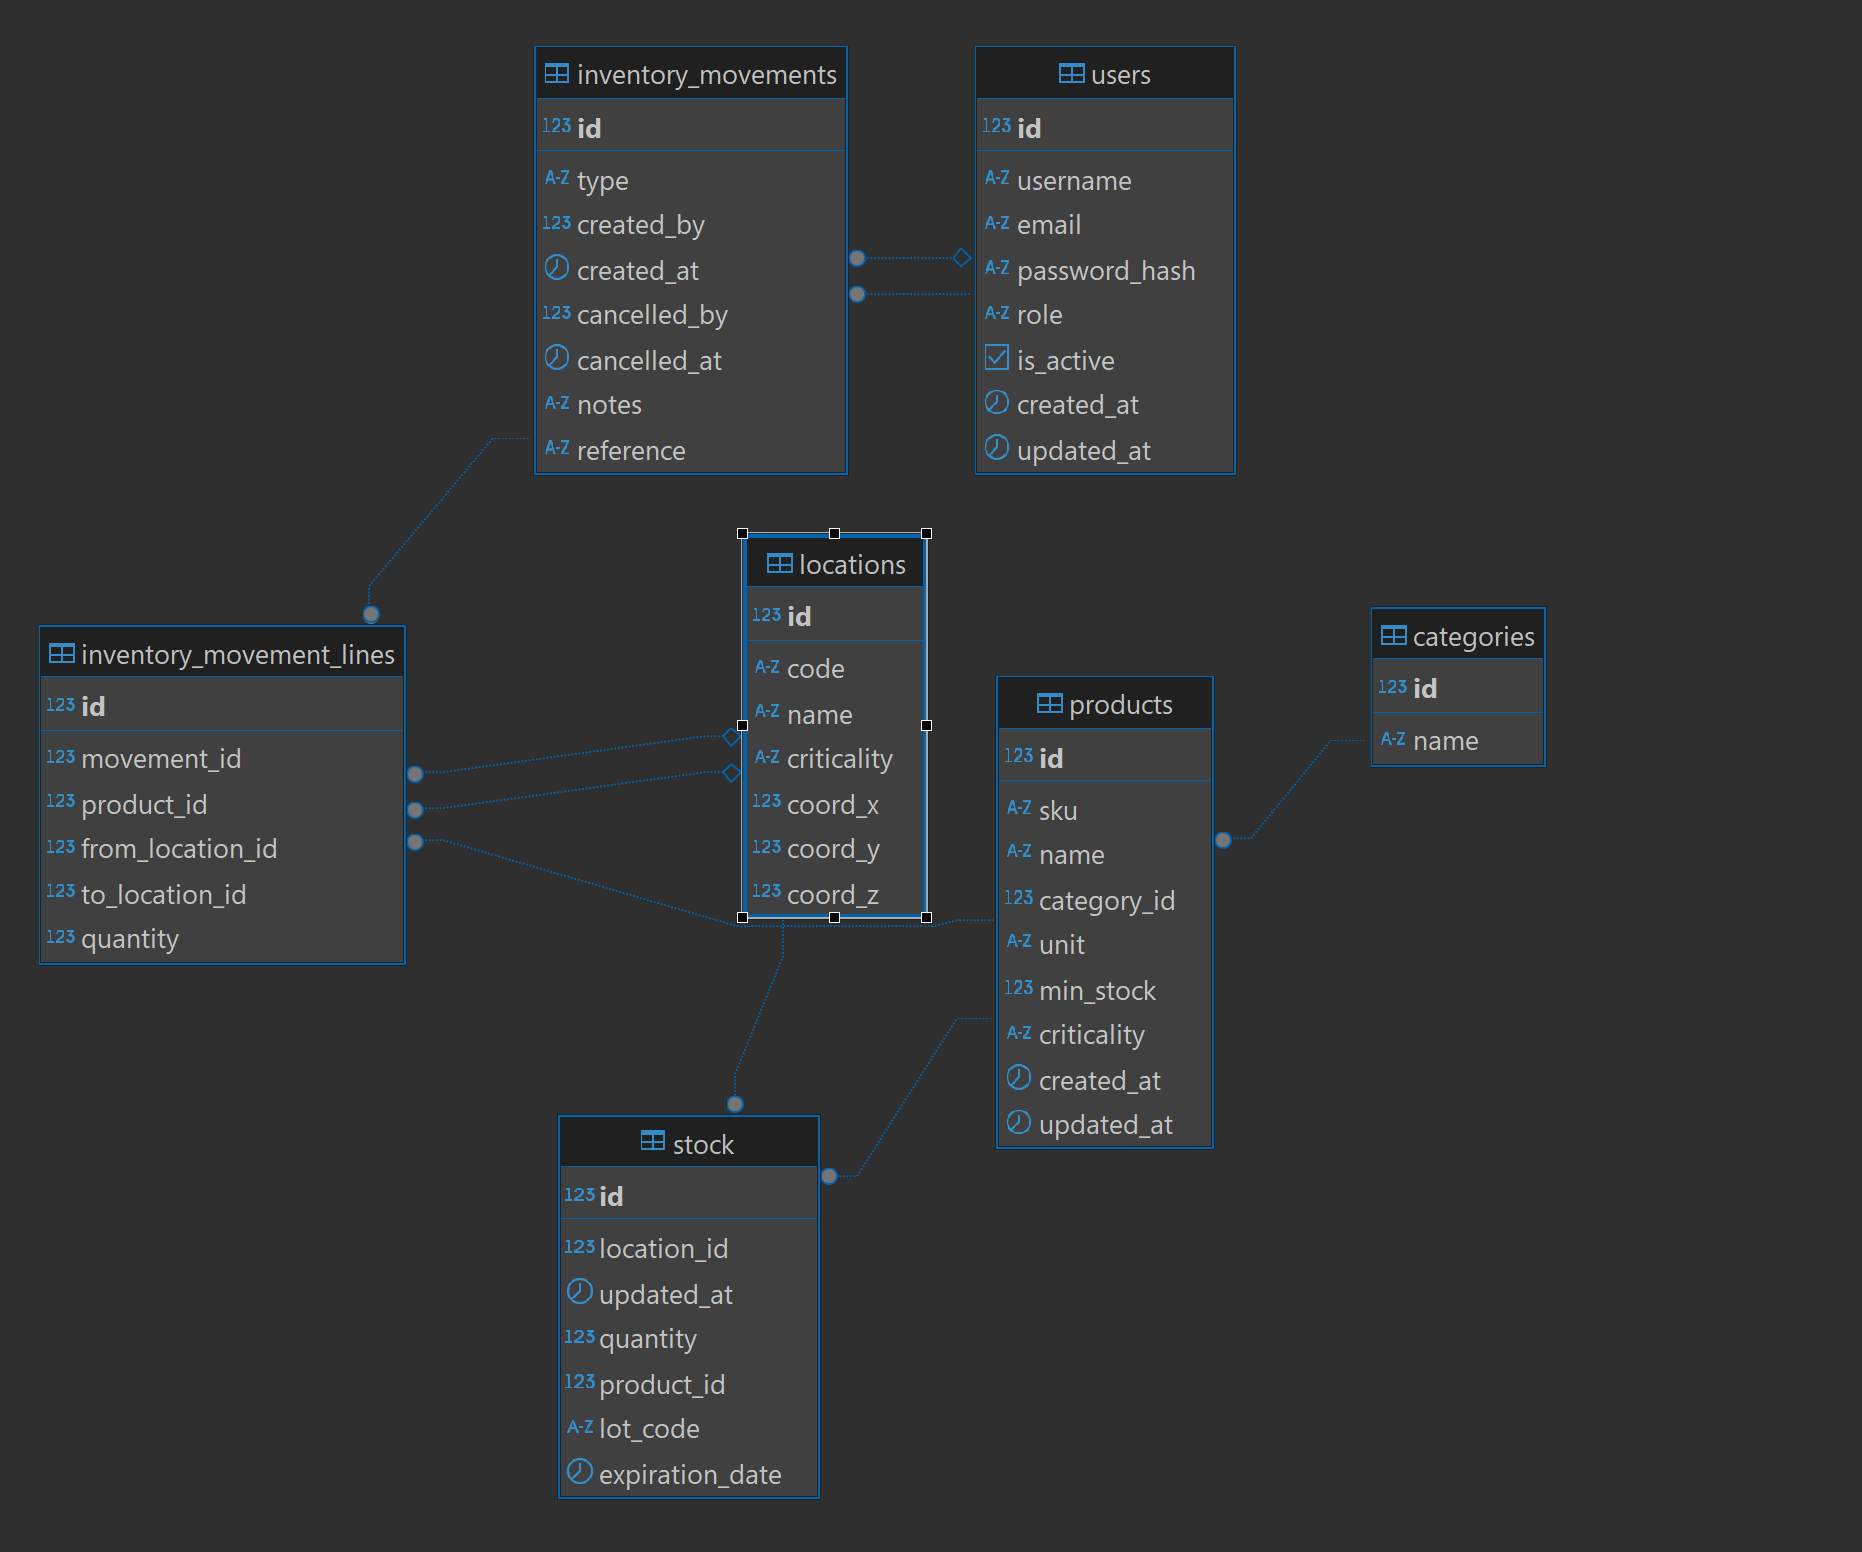 inventory_movements
123 id
A-Z type
123 created_by
created_at
123 cancelled_by
cancelled_at
A-Z notes
A-Z reference
users
123 id
A-Z username
A-Z email
A-Z password_hash
A-Z role
is_active
created_at
updated_at
inventory_movement_lines
123 id
123 movement_id
123 product_id
123 from_location_id
123 to_location_id
123 quantity
locations
123 id
A-Z code
A-Z name
A-Z criticality
123 coord_x
123 coord_y
123 coord_z
products
123 id
A-Z sku
A-Z name
123 category_id
A-Z unit
123 min_stock
A-Z criticality
created_at
updated_at
categories
123 id
A-Z name
stock
123 id
123 location_id
updated_at
123 quantity
123 product_id
A-Z lot_code
expiration_date